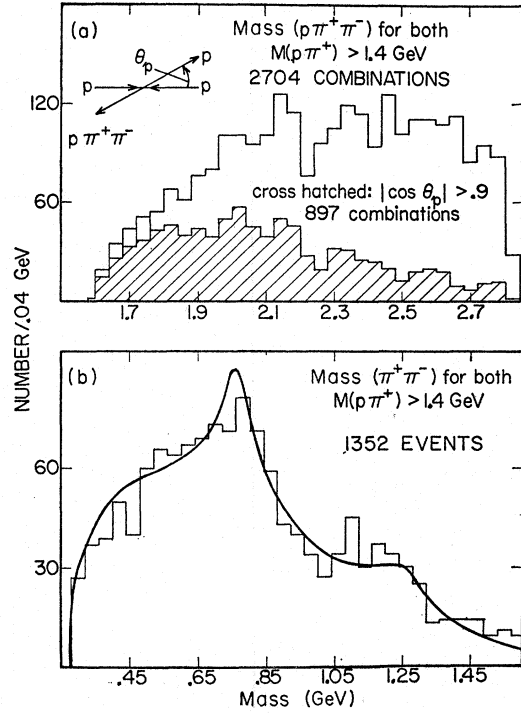 (a)
Mass (pπ⁺π⁻) for both
M(pπ⁺) > 1.4 GeV
2704 COMBINATIONS
θp
p
p
p
pπ⁺π⁻
120
60
cross hatched: |cos θp| > .9
897 combinations
1.7
1.9
2.1
2.3
2.5
2.7
NUMBER/.04 GeV
(b)
Mass (π⁺π⁻) for both
M(pπ⁺) > 1.4 GeV
1352 EVENTS
60
30
.45
.65
.85
1.05
1.25
1.45
Mass (GeV)